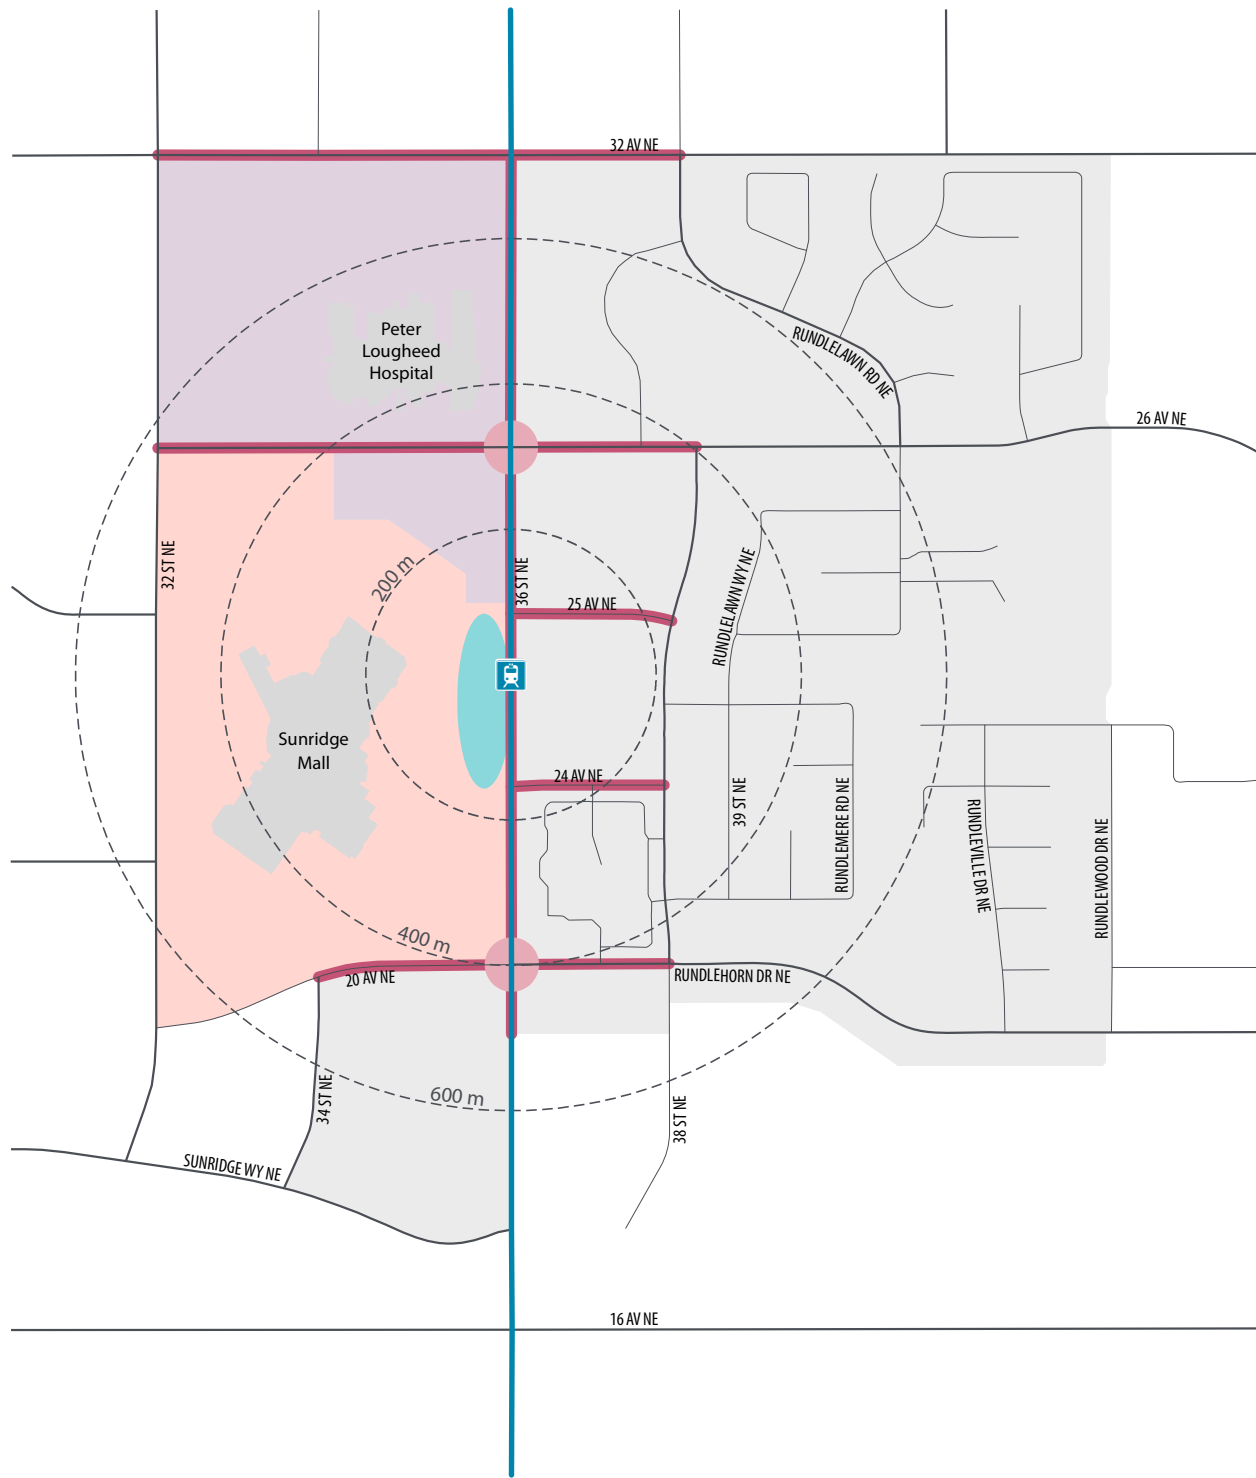 32 AV NE
Peter
Lougheed
Hospital
RUNDLELAWN RD NE
26 AV NE
32 ST NE
200 m
36 ST NE
25 AV NE
RUNDLELAWN WY NE
Sunridge
Mall
24 AV NE
39 ST NE
RUNDLEMERE RD NE
RUNDLEVILLE DR NE
RUNDLEWOOD DR NE
400 m
20 AV NE
RUNDLEHORN DR NE
600 m
34 ST NE
38 ST NE
SUNRIDGE WY NE
16 AV NE